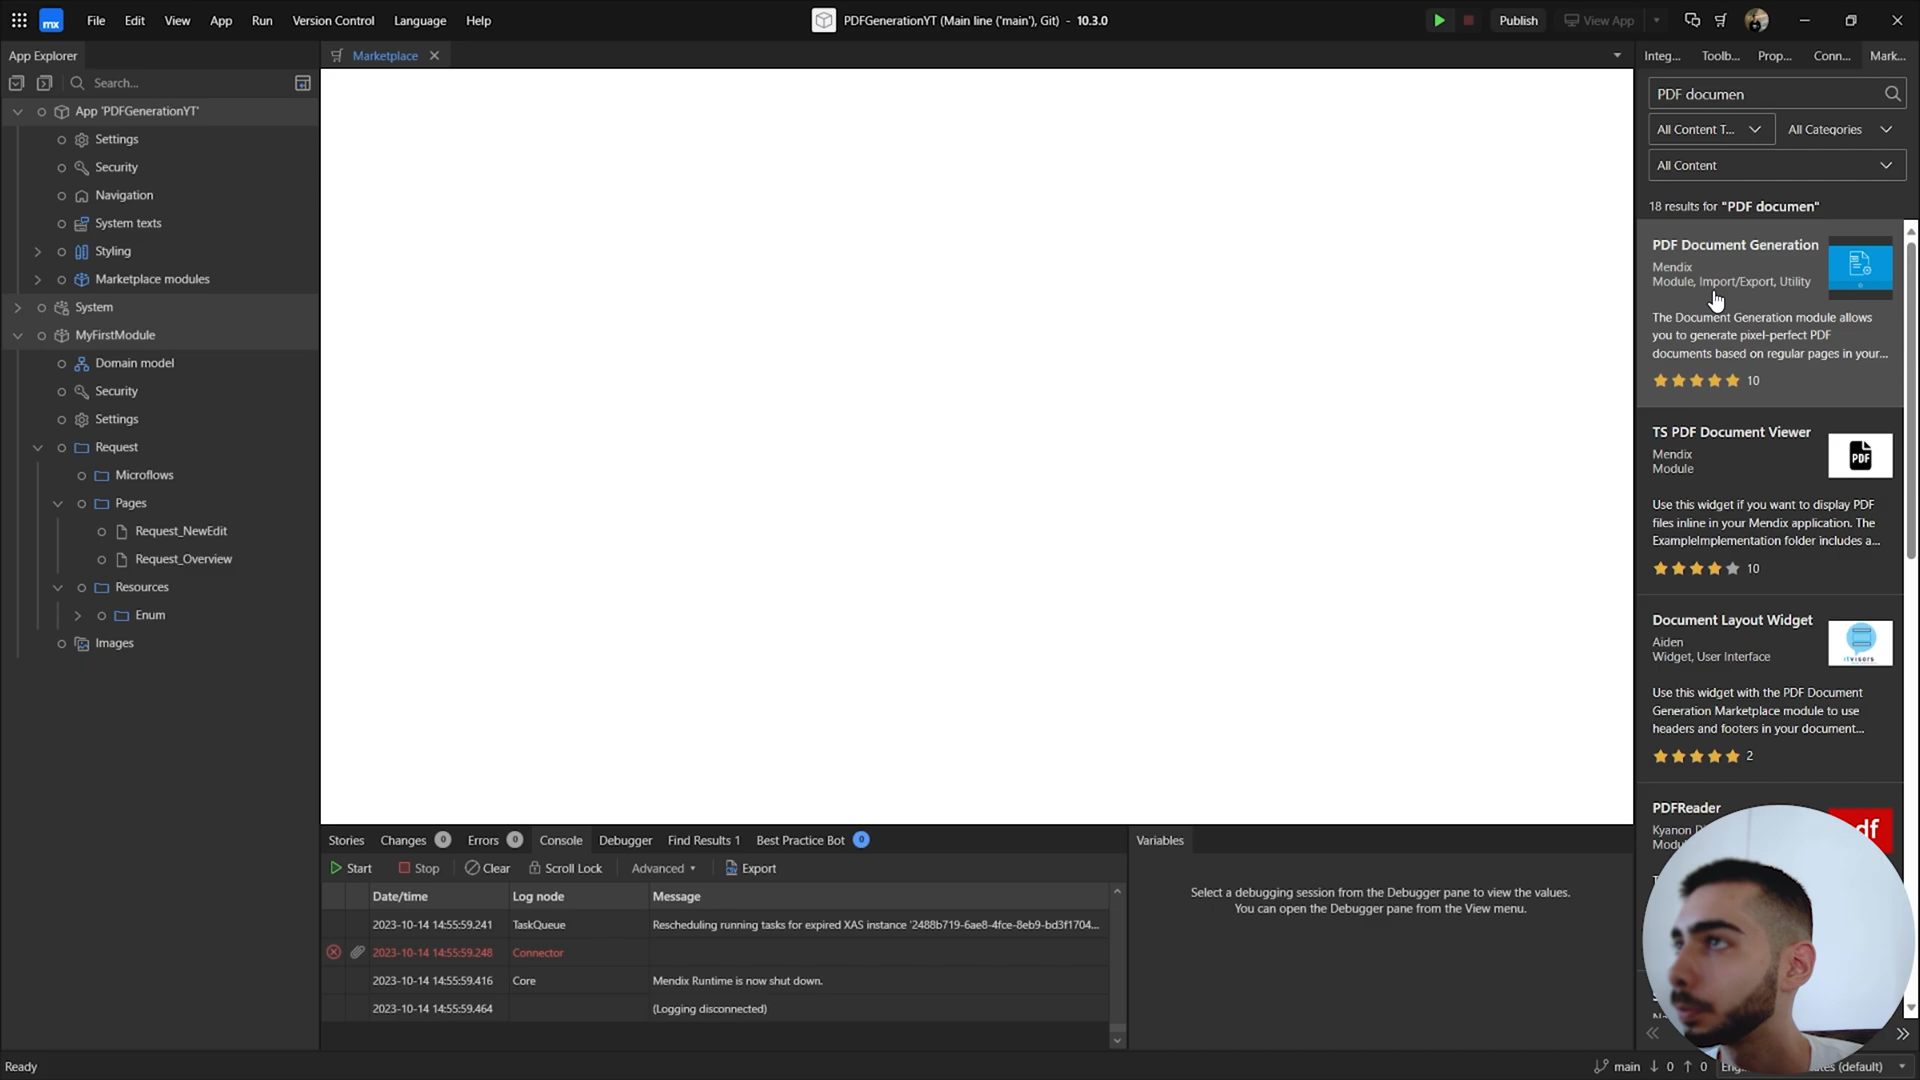 mx File Edit View App Run Version Control Language Help
PDFGenerationYT (Main line ('main'), Git) - 10.3.0
Publish View App
App Explorer
Marketplace
Integ... Toolb... Prop... Conn... Mark...
Search...
App 'PDFGenerationYT'
Settings
Security
Navigation
System texts
Styling
Marketplace modules
System
MyFirstModule
Domain model
Security
Settings
Request
Microflows
Pages
Request_NewEdit
Request_Overview
Resources
Enum
Images
PDF documen
All Content T... All Categories
All Content
18 results for "PDF documen"
PDF Document Generation
Mendix
Module, Import/Export, Utility
The Document Generation module allows
you to generate pixel-perfect PDF
documents based on regular pages in your...
10
TS PDF Document Viewer
Mendix
Module
PDF
Use this widget if you want to display PDF
files inline in your Mendix application. The
ExampleImplementation folder includes a...
10
Document Layout Widget
Aiden
Widget, User Interface
itvisors
Use this widget with the PDF Document
Generation Marketplace module to use
headers and footers in your document...
2
PDFReader
Kyanon D
Modu
df
Stories Changes 0 Errors 0 Console Debugger Find Results 1 Best Practice Bot 0
Start Stop Clear Scroll Lock Advanced Export
Date/time Log node Message
2023-10-14 14:55:59.241 TaskQueue Rescheduling running tasks for expired XAS instance '2488b719-6ae8-4fce-8eb9-bd3f1704...
2023-10-14 14:55:59.248 Connector
2023-10-14 14:55:59.416 Core Mendix Runtime is now shut down.
2023-10-14 14:55:59.464 (Logging disconnected)
Variables
Select a debugging session from the Debugger pane to view the values.
You can open the Debugger pane from the View menu.
Ready
main 0 0 (default)